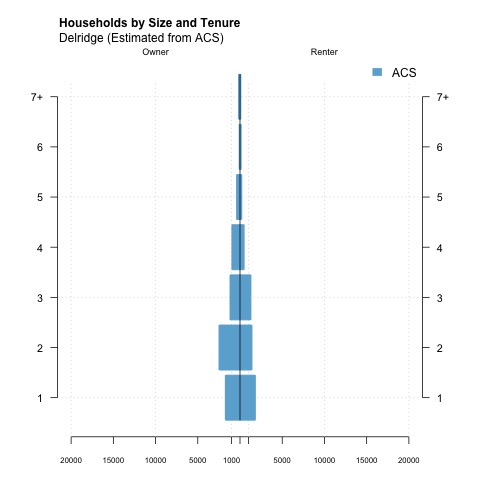 Households by Size and Tenure
Delridge (Estimated from ACS)
Owner Renter
ACS
7+ 7+
6 6
5 5
4 4
3 3
2 2
1 1
20000 15000 10000 5000 1000 5000 10000 15000 20000